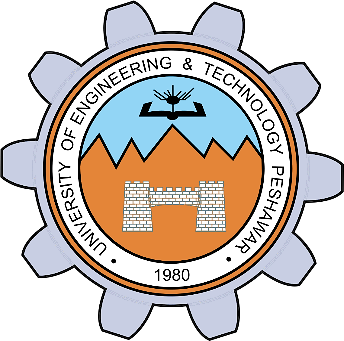 UNIVERSITY OF ENGINEERING & TECHNOLOGY PESHAWAR
1980